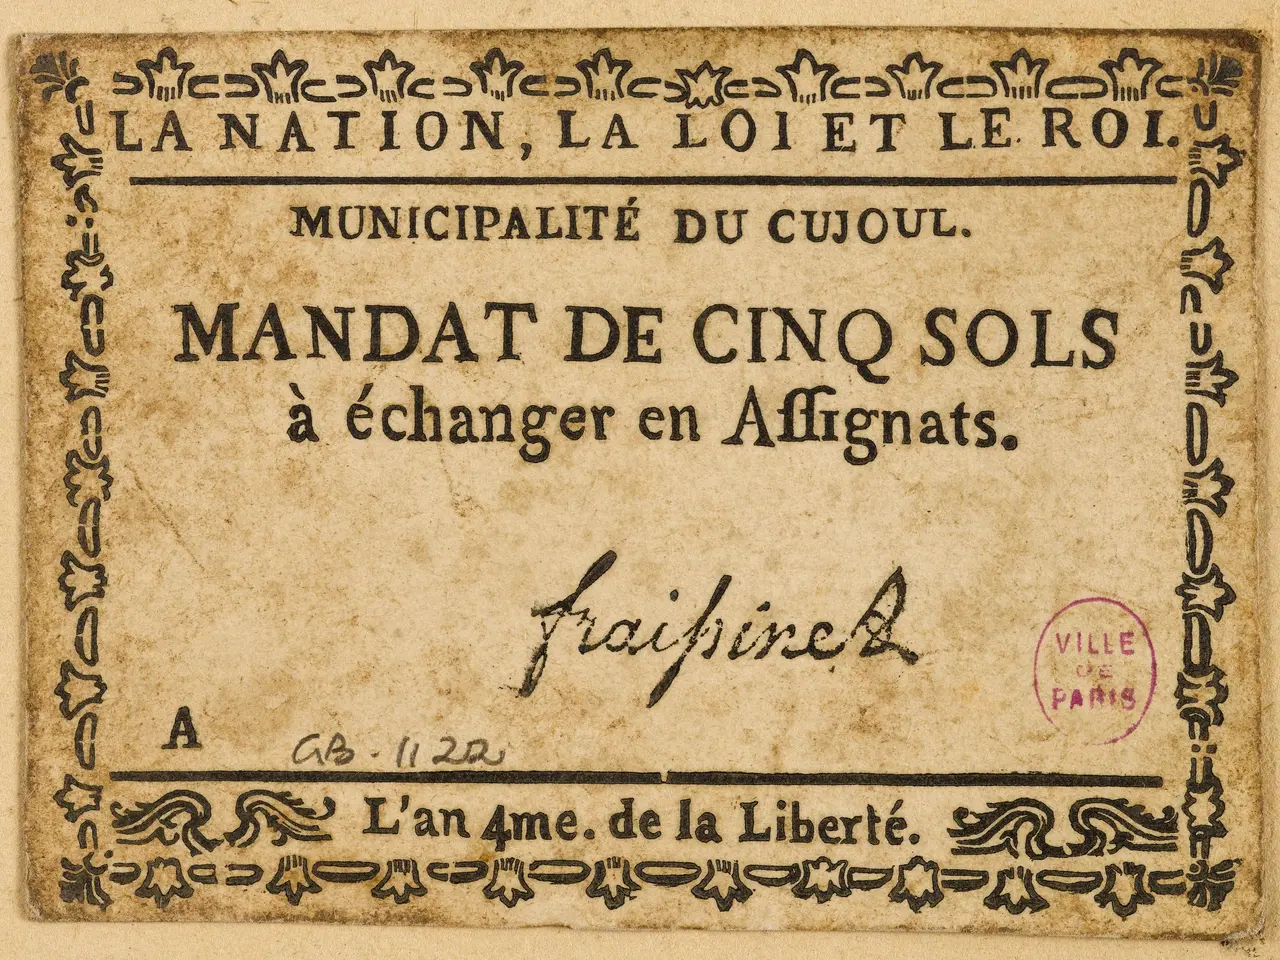 LA NATION, LA LOI ET LE ROI.
MUNICIPALITÉ DU CUJOUL.
MANDAT DE CINQ SOLS
à échanger en Aſſignats.
fraiſsinet
VILLE
DE
PARIS
A
GB-1122
L'an 4me. de la Liberté.